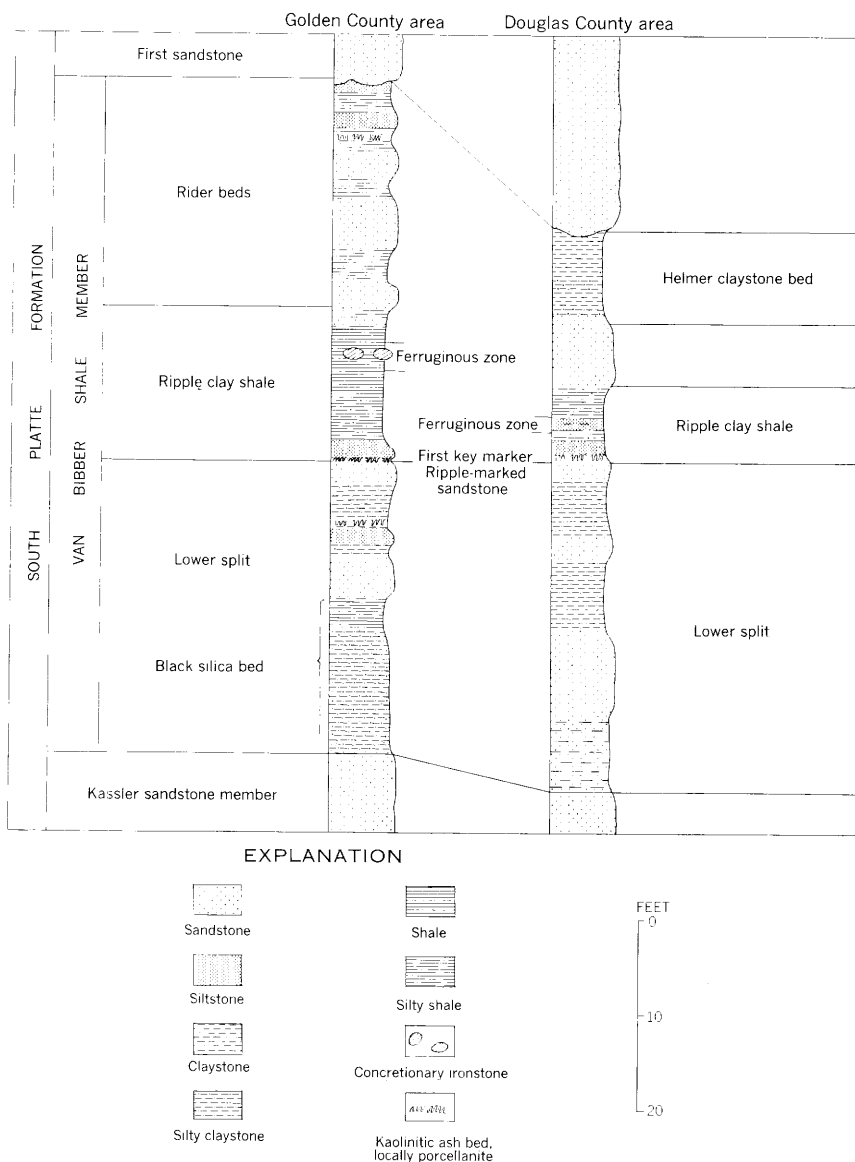 Golden County area
Douglas County area
First sandstone
Rider beds
Helmer claystone bed
SOUTH PLATTE FORMATION
VAN BIBBER SHALE MEMBER
Ferruginous zone
Ripple clay shale
Ferruginous zone
Ripple clay shale
First key marker
Ripple-marked
sandstone
Lower split
Lower split
Black silica bed
Kassler sandstone member
EXPLANATION
Sandstone
Shale
Siltstone
Silty shale
Claystone
Concretionary ironstone
Silty claystone
Kaolinitic ash bed,
locally porcellanite
FEET
0
10
20